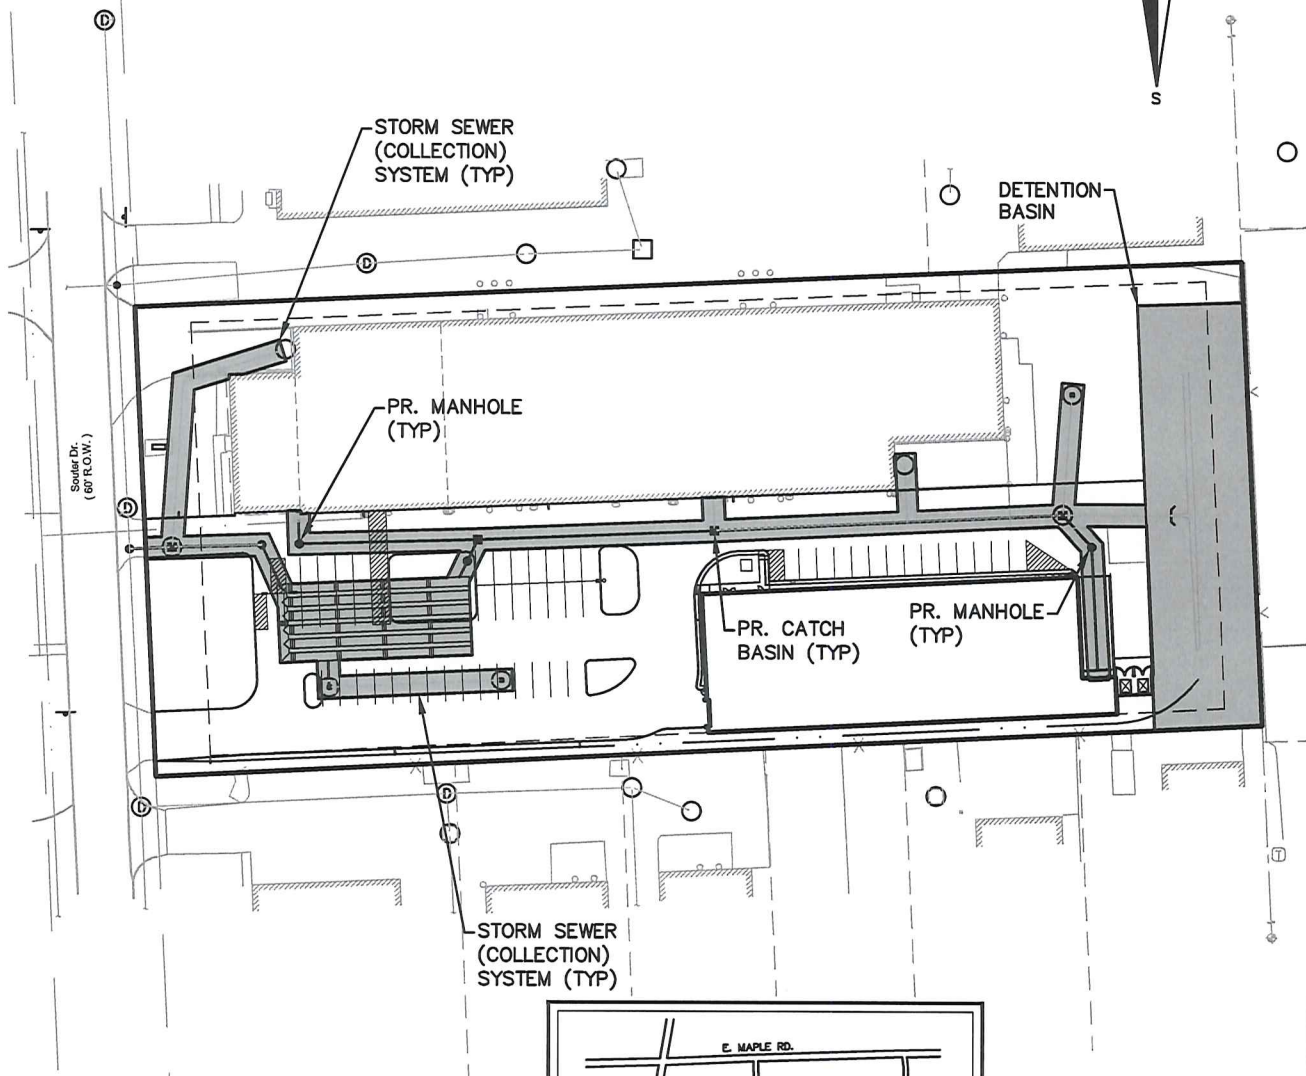 D
S
STORM SEWER
(COLLECTION)
SYSTEM (TYP)
DETENTION
BASIN
D
PR. MANHOLE
(TYP)
Souter Dr.
( 60' R.O.W. )
D
PR. CATCH
BASIN (TYP)
PR. MANHOLE
(TYP)
D
D
T
STORM SEWER
(COLLECTION)
SYSTEM (TYP)
E. MAPLE RD.